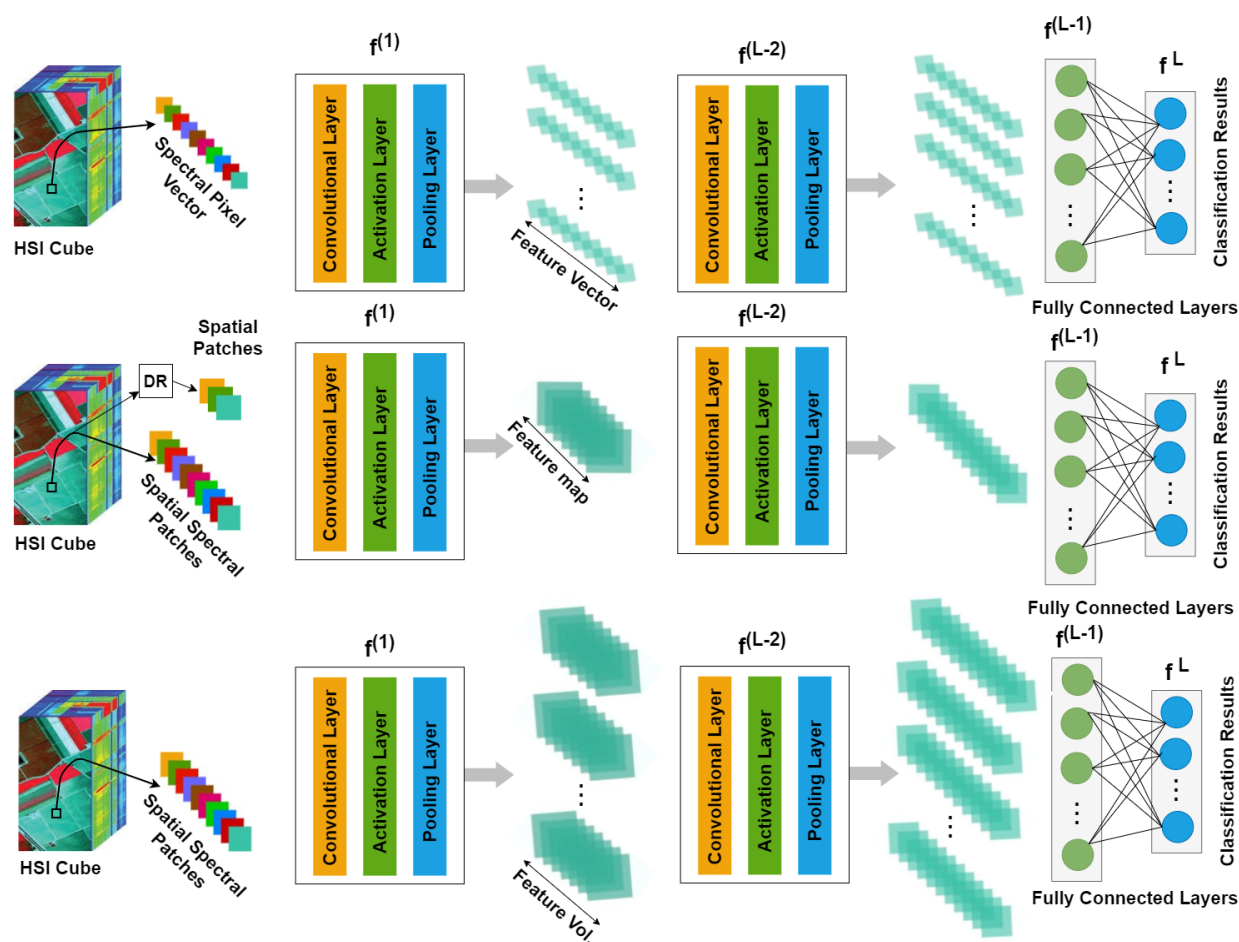 f(1)
f(L-2)
f(L-1)
f L
Convolutional Layer
Activation Layer
Pooling Layer
Convolutional Layer
Activation Layer
Pooling Layer
Spectral Pixel
Vector
HSI Cube
...
Feature Vector
...
...
...
Classification Results
Fully Connected Layers
Spatial
Patches
DR
f(1)
f(L-2)
f(L-1)
f L
Convolutional Layer
Activation Layer
Pooling Layer
Feature map
Convolutional Layer
Activation Layer
Pooling Layer
Spatial Spectral
Patches
HSI Cube
...
...
Classification Results
Fully Connected Layers
f(1)
f(L-2)
f(L-1)
f L
Convolutional Layer
Activation Layer
Pooling Layer
...
Feature Vol.
Convolutional Layer
Activation Layer
Pooling Layer
...
Spatial Spectral
Patches
HSI Cube
...
...
Classification Results
Fully Connected Layers